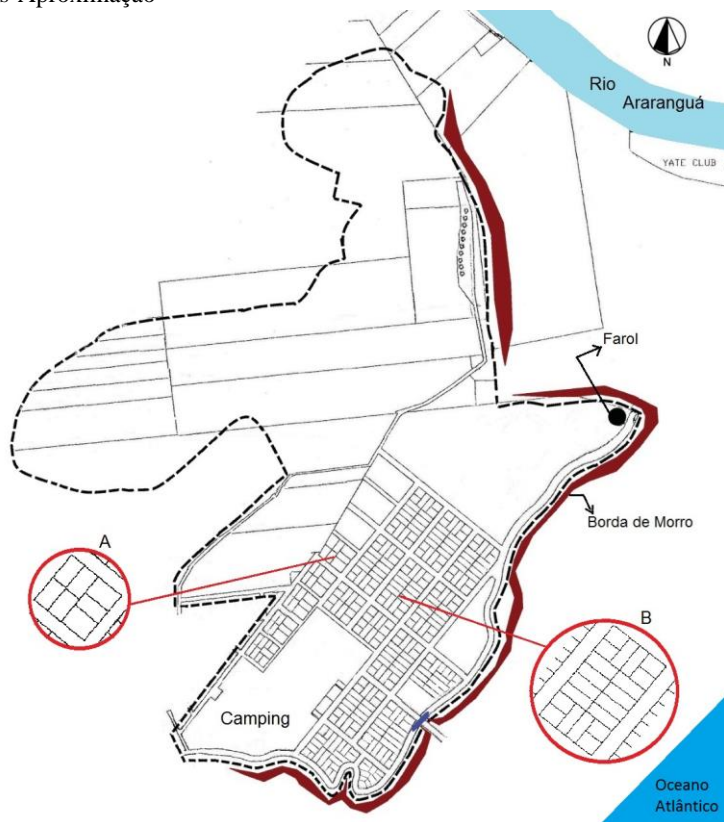 s Aproximação
N
Rio
Araranguá
YATE CLUB
Farol
Borda de Morro
A
B
Camping
Oceano
Atlântico